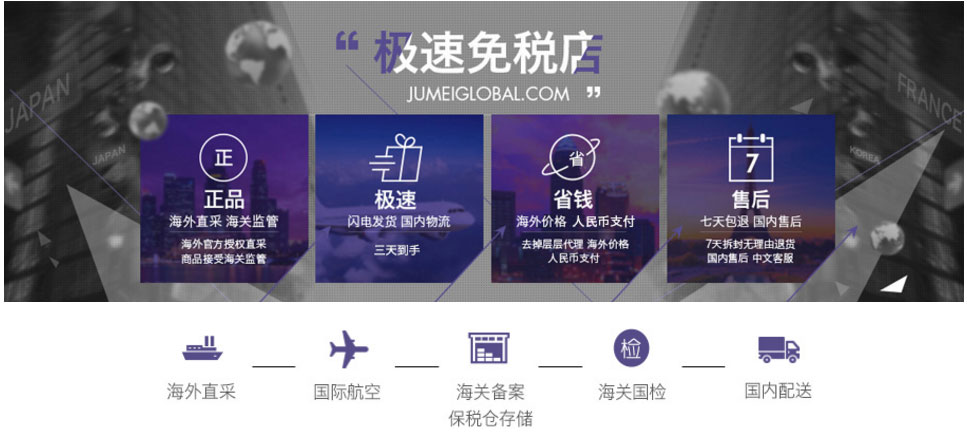 “ 极速免税店
JUMEIGLOBAL.COM ”
JAPAN
JAPAN
FRANCE
KOREA
正
正品
海外直采 海关监管
海外官方授权直采
商品接受海关监管
极速
闪电发货 国内物流
三天到手
省
省钱
海外价格 人民币支付
去掉层层代理 海外价格
人民币支付
7
售后
七天包退 国内售后
7天拆封无理由退货
国内售后 中文客服
海外直采
国际航空
海关备案
保税仓存储
检
海关国检
国内配送